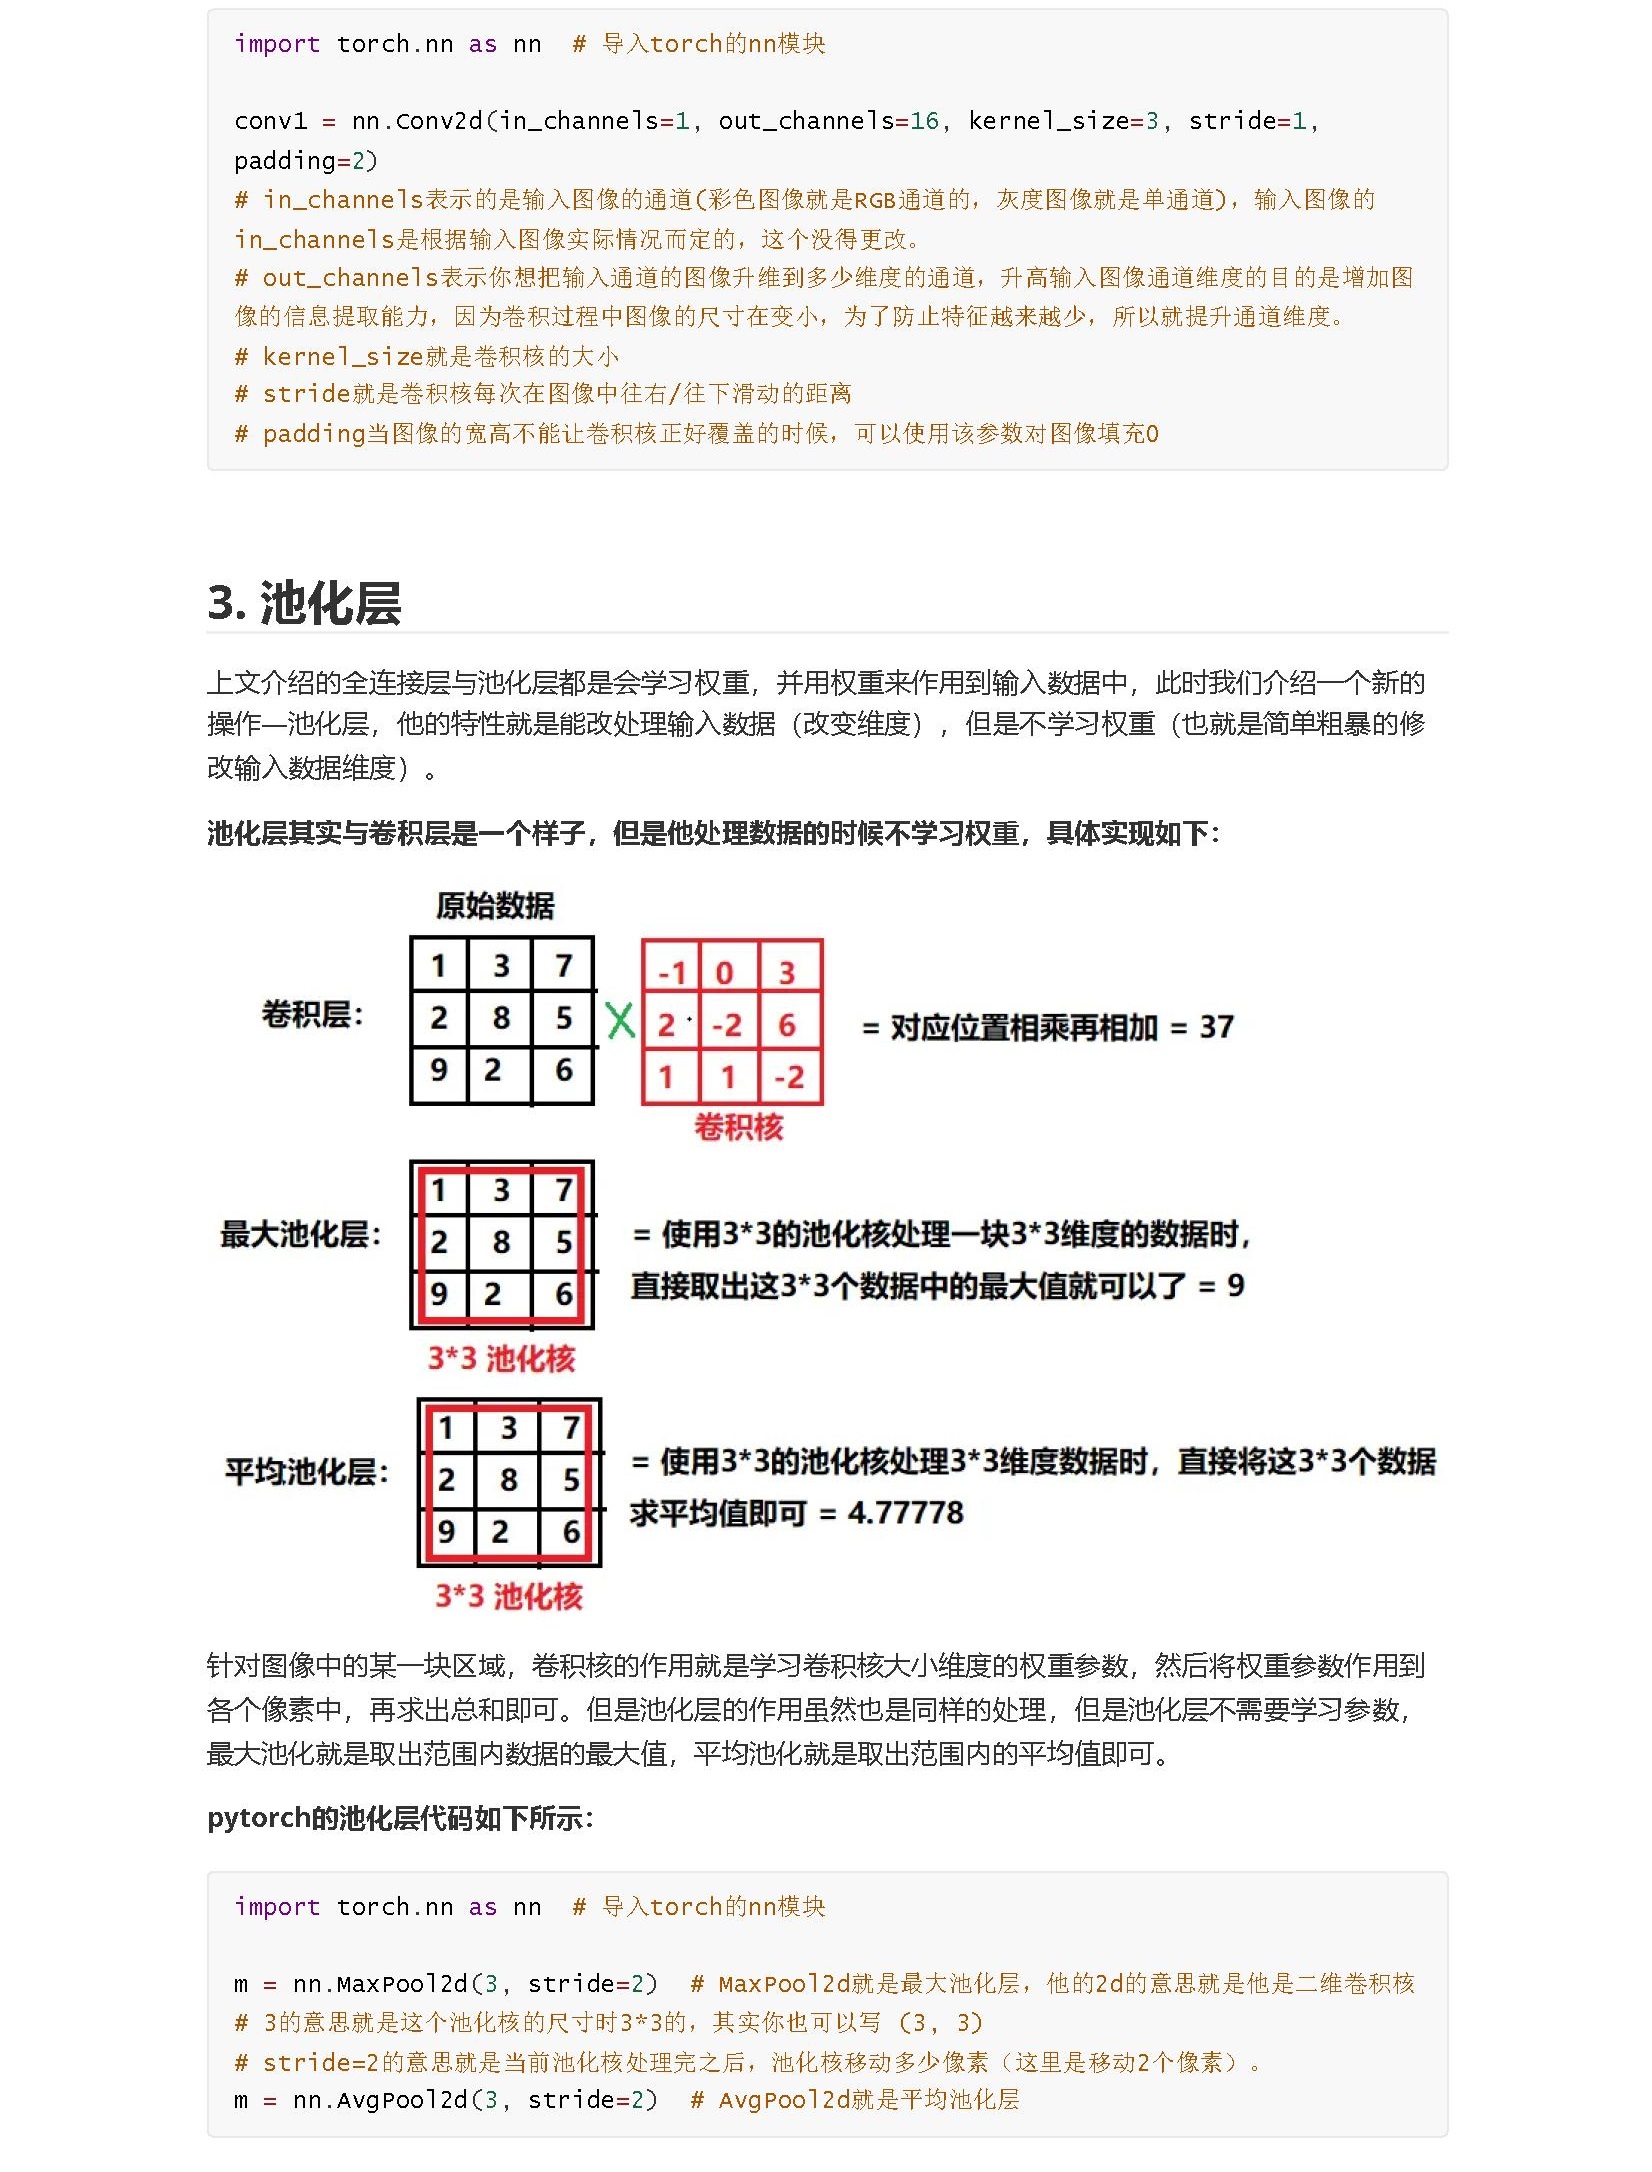 import torch.nn as nn  # 导入torch的nn模块
conv1 = nn.Conv2d(in_channels=1, out_channels=16, kernel_size=3, stride=1,
padding=2)
# in_channels表示的是输入图像的通道(彩色图像就是RGB通道的，灰度图像就是单通道)，输入图像的
in_channels是根据输入图像实际情况而定的，这个没得更改。
# out_channels表示你想把输入通道的图像升维到多少维度的通道，升高输入图像通道维度的目的是增加图
像的信息提取能力，因为卷积过程中图像的尺寸在变小，为了防止特征越来越少，所以就提升通道维度。
# kernel_size就是卷积核的大小
# stride就是卷积核每次在图像中往右/往下滑动的距离
# padding当图像的宽高不能让卷积核正好覆盖的时候，可以使用该参数对图像填充0
3. 池化层
上文介绍的全连接层与池化层都是会学习权重，并用权重来作用到输入数据中，此时我们介绍一个新的
操作—池化层，他的特性就是能改处理输入数据（改变维度），但是不学习权重（也就是简单粗暴的修
改输入数据维度）。
池化层其实与卷积层是一个样子，但是他处理数据的时候不学习权重，具体实现如下：
原始数据
卷积层：
1 3 7
2 8 5
9 2 6
X
-1 0 3
2 -2 6
1 1 -2
= 对应位置相乘再相加 = 37
卷积核
最大池化层：
1 3 7
2 8 5
9 2 6
= 使用3*3的池化核处理一块3*3维度的数据时，
直接取出这3*3个数据中的最大值就可以了 = 9
3*3 池化核
平均池化层：
1 3 7
2 8 5
9 2 6
= 使用3*3的池化核处理3*3维度数据时，直接将这3*3个数据
求平均值即可 = 4.77778
3*3 池化核
针对图像中的某一块区域，卷积核的作用就是学习卷积核大小维度的权重参数，然后将权重参数作用到
各个像素中，再求出总和即可。但是池化层的作用虽然也是同样的处理，但是池化层不需要学习参数，
最大池化就是取出范围内数据的最大值，平均池化就是取出范围内的平均值即可。
pytorch的池化层代码如下所示：
import torch.nn as nn  # 导入torch的nn模块
m = nn.MaxPool2d(3, stride=2)  # MaxPool2d就是最大池化层，他的2d的意思就是他是二维卷积核
# 3的意思就是这个池化核的尺寸时3*3的，其实你也可以写 (3, 3)
# stride=2的意思就是当前池化核处理完之后，池化核移动多少像素（这里是移动2个像素）。
m = nn.AvgPool2d(3, stride=2)  # AvgPool2d就是平均池化层